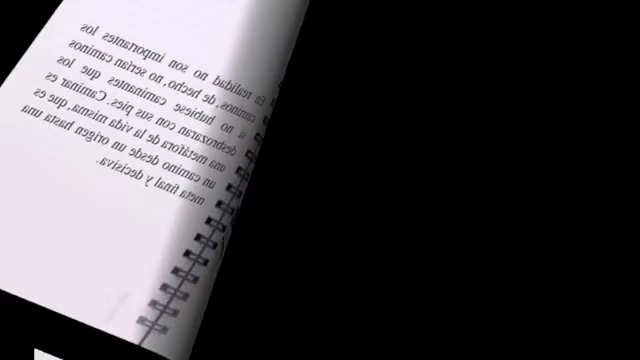 En realidad no son importantes los
caminos, de hecho, no serían caminos
si no hubiese caminantes que los
desbrozaran con sus pies. Caminar es
una metáfora de la vida misma, que, es
un camino desde un origen hasta una
meta final y decisiva.